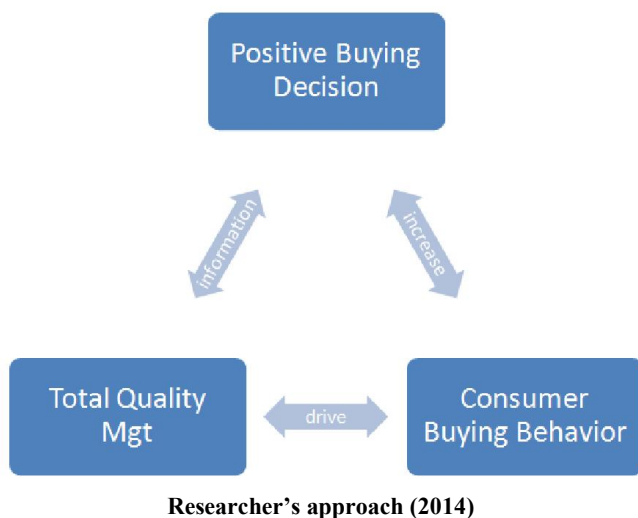 Positive Buying
Decision
information
increase
Total Quality
Mgt
drive
Consumer
Buying Behavior
Researcher’s approach (2014)